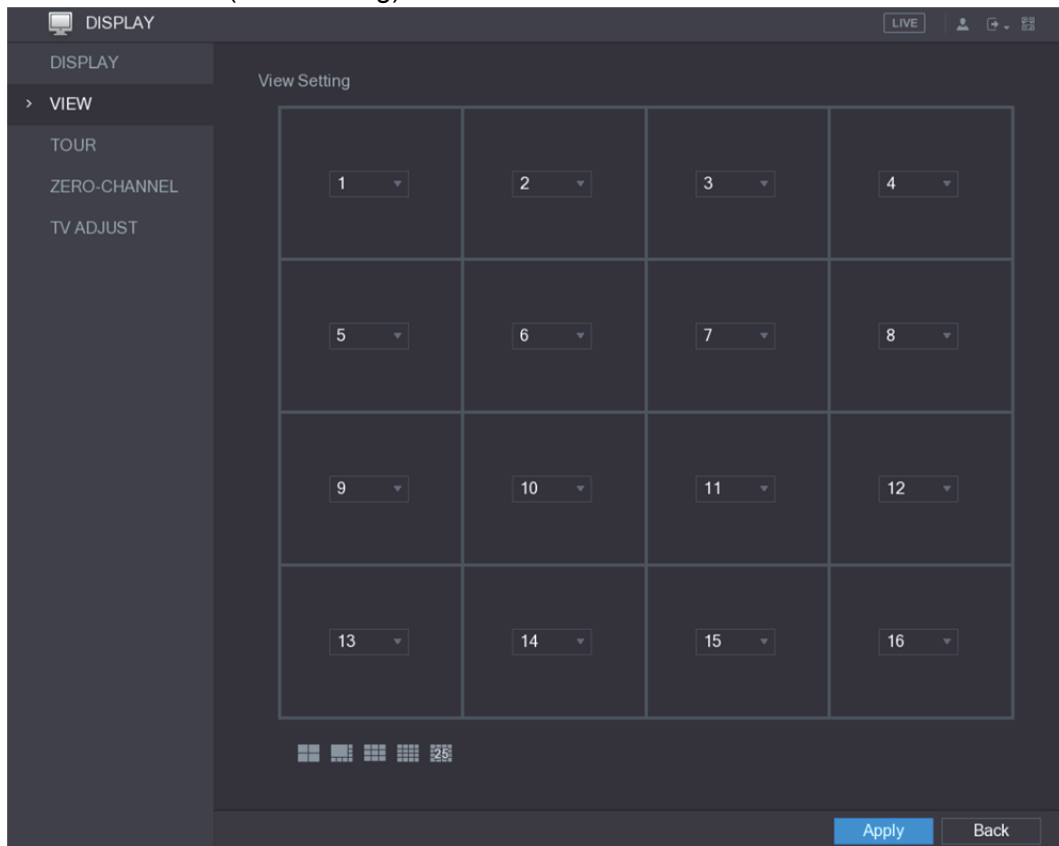 DISPLAY
LIVE
DISPLAY
VIEW
TOUR
ZERO-CHANNEL
TV ADJUST
View Setting
1 2 3 4
5 6 7 8
9 10 11 12
13 14 15 16
25
Apply Back